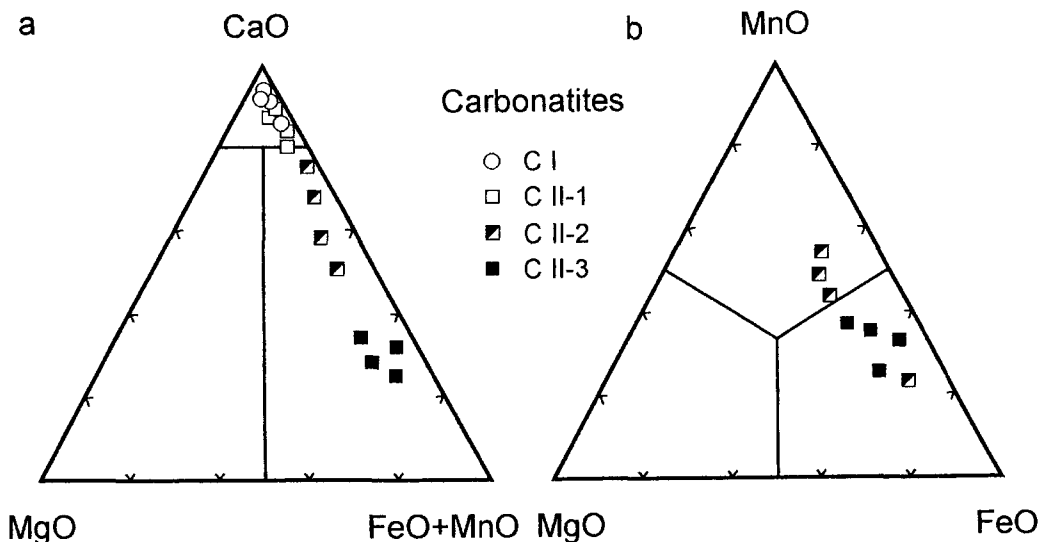 a
CaO
b
MnO
Carbonatites
C I
C II-1
C II-2
C II-3
MgO
FeO+MnO
MgO
FeO